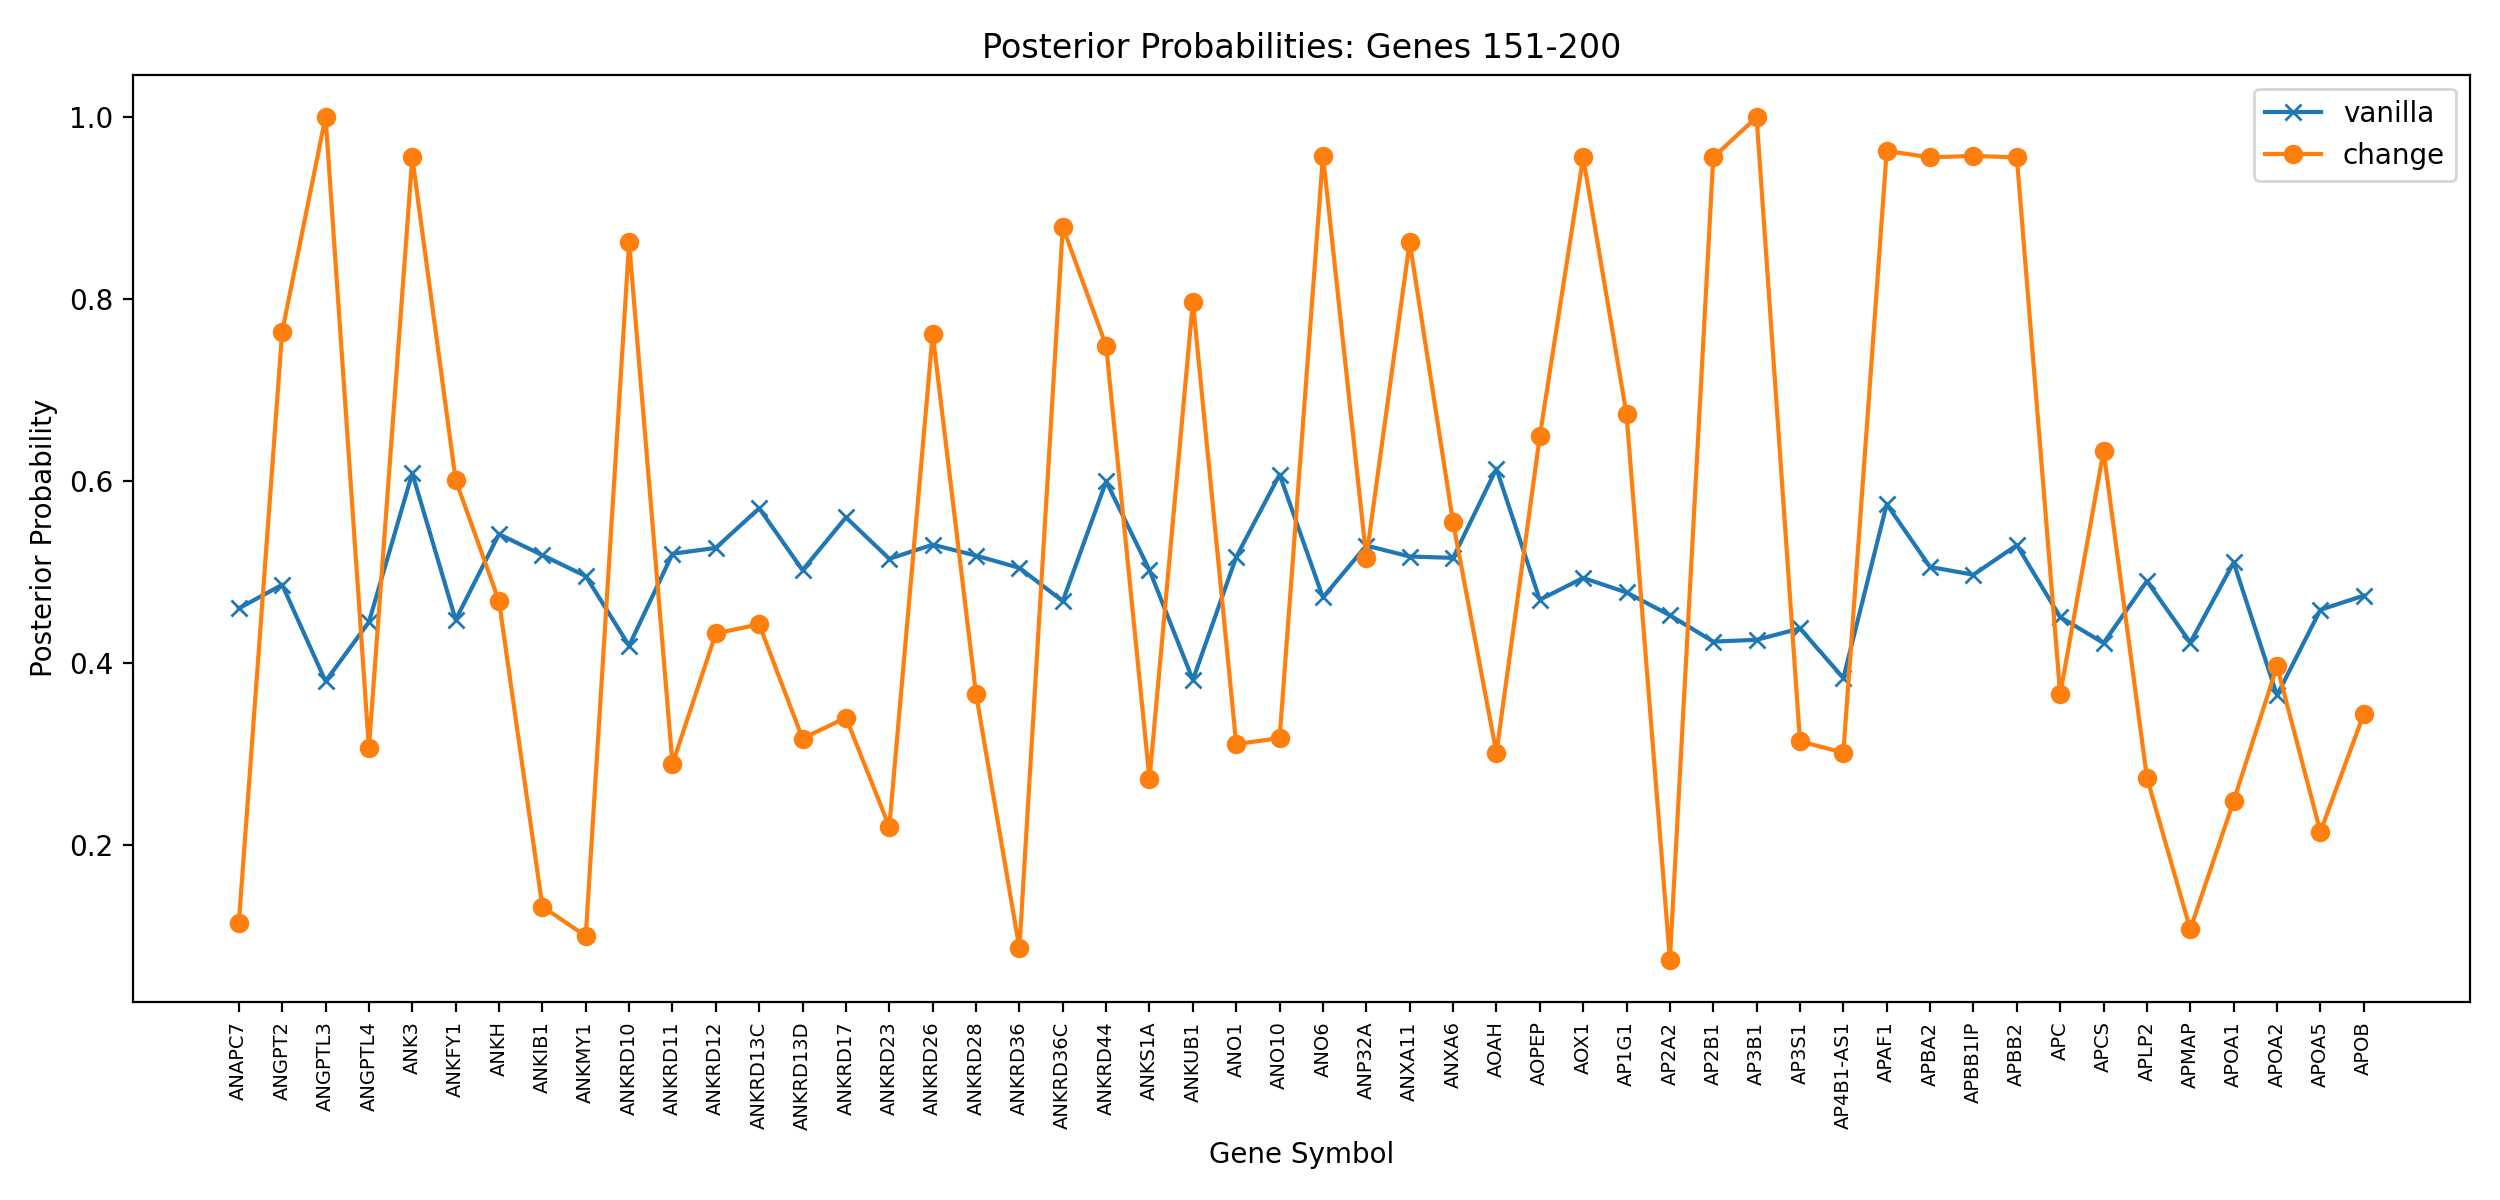 Posterior Probabilities: Genes 151-200
vanilla
change
1.0
0.8
0.6
0.4
0.2
Posterior Probability
ANAPC7
ANGPT2
ANGPTL3
ANGPTL4
ANK3
ANKFY1
ANKH
ANKIB1
ANKMY1
ANKRD10
ANKRD11
ANKRD12
ANKRD13C
ANKRD13D
ANKRD17
ANKRD23
ANKRD26
ANKRD28
ANKRD36
ANKRD36C
ANKRD44
ANKS1A
ANKUB1
ANO1
ANO10
ANO6
ANP32A
ANXA11
ANXA6
AOAH
AOPEP
AOX1
AP1G1
AP2A2
AP2B1
AP3B1
AP3S1
AP4B1-AS1
APAF1
APBA2
APBB1IP
APBB2
APC
APCS
APLP2
APMAP
APOA1
APOA2
APOA5
APOB
Gene Symbol